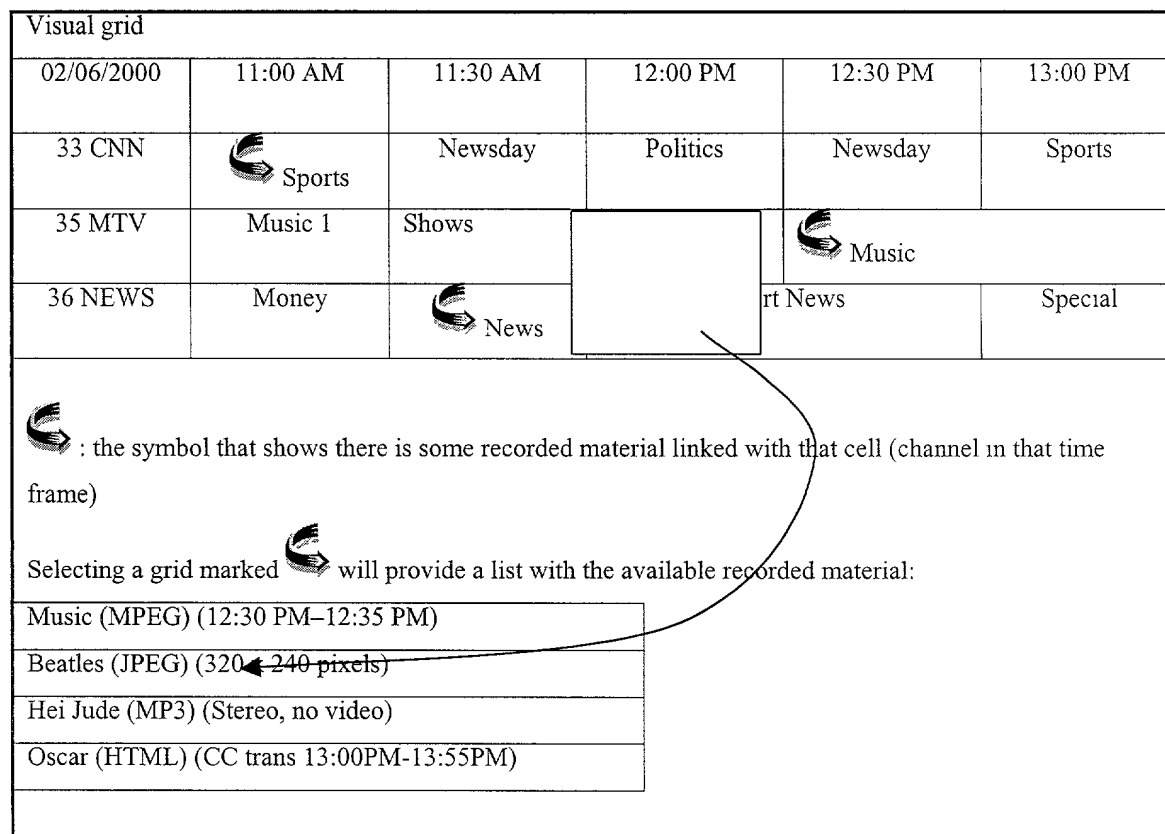 Visual grid
02/06/2000 11:00 AM 11:30 AM 12:00 PM 12:30 PM 13:00 PM
33 CNN Sports Newsday Politics Newsday Sports
35 MTV Music 1 Shows Music
36 NEWS Money News rt News Special
: the symbol that shows there is some recorded material linked with that cell (channel in that time
frame)
Selecting a grid marked will provide a list with the available recorded material:
Music (MPEG) (12:30 PM–12:35 PM)
Beatles (JPEG) (320 240 pixels)
Hei Jude (MP3) (Stereo, no video)
Oscar (HTML) (CC trans 13:00PM-13:55PM)